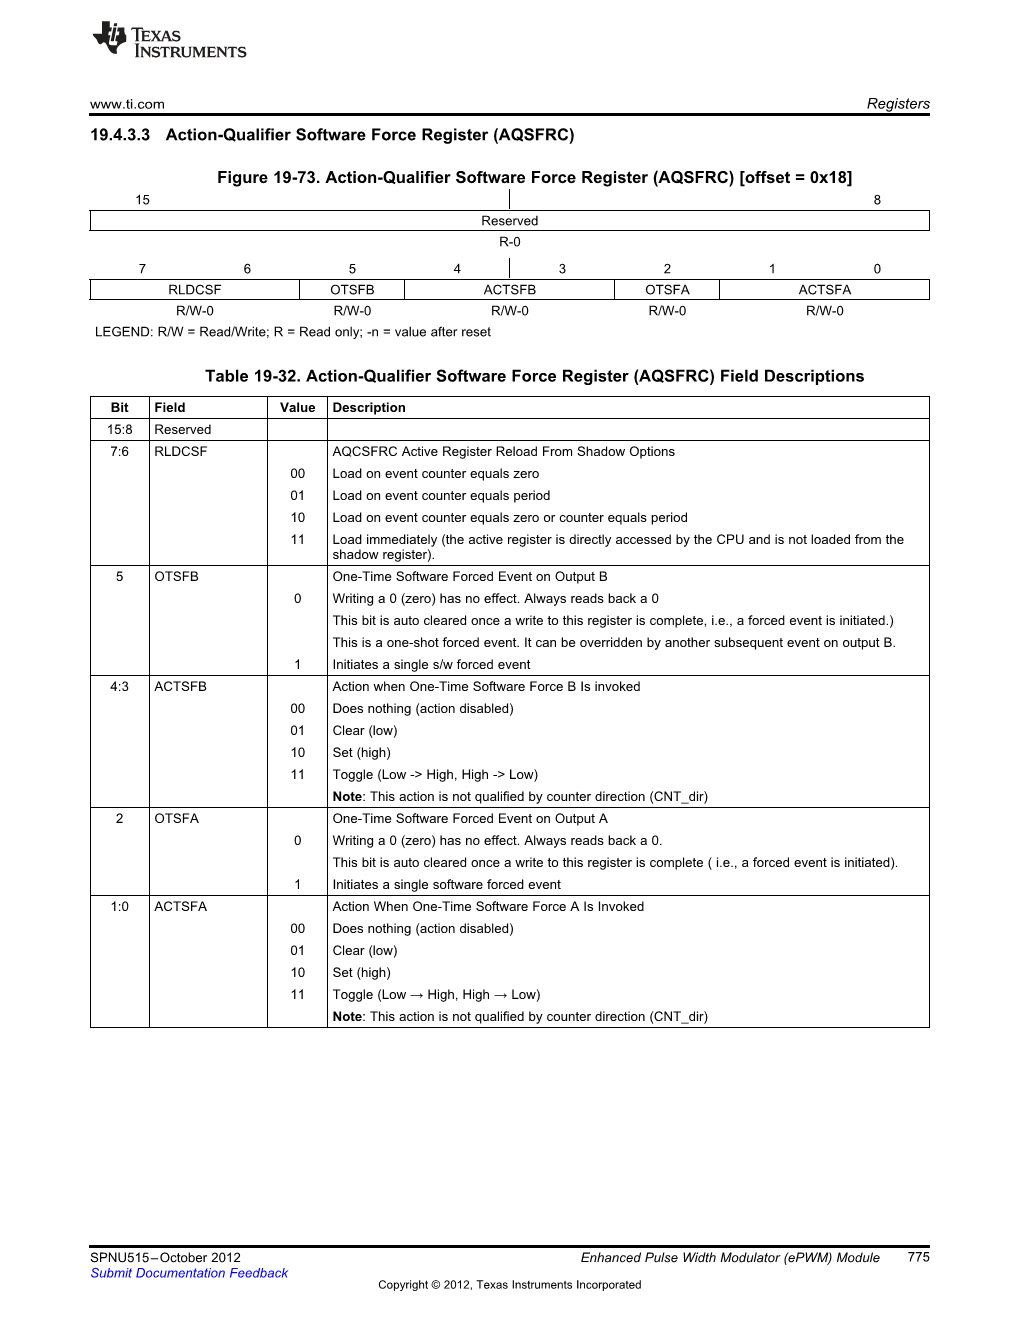 TEXAS
INSTRUMENTS
www.ti.com Registers
19.4.3.3 Action-Qualifier Software Force Register (AQSFRC)
Figure 19-73. Action-Qualifier Software Force Register (AQSFRC) [offset = 0x18]
15 8
Reserved
R-0
7 6 5 4 3 2 1 0
RLDCSF OTSFB ACTSFB OTSFA ACTSFA
R/W-0 R/W-0 R/W-0 R/W-0 R/W-0
LEGEND: R/W = Read/Write; R = Read only; -n = value after reset
Table 19-32. Action-Qualifier Software Force Register (AQSFRC) Field Descriptions
Bit Field Value Description
15:8 Reserved
7:6 RLDCSF AQCSFRC Active Register Reload From Shadow Options
00 Load on event counter equals zero
01 Load on event counter equals period
10 Load on event counter equals zero or counter equals period
11 Load immediately (the active register is directly accessed by the CPU and is not loaded from the
shadow register).
5 OTSFB One-Time Software Forced Event on Output B
0 Writing a 0 (zero) has no effect. Always reads back a 0
This bit is auto cleared once a write to this register is complete, i.e., a forced event is initiated.)
This is a one-shot forced event. It can be overridden by another subsequent event on output B.
1 Initiates a single s/w forced event
4:3 ACTSFB Action when One-Time Software Force B Is invoked
00 Does nothing (action disabled)
01 Clear (low)
10 Set (high)
11 Toggle (Low -> High, High -> Low)
Note: This action is not qualified by counter direction (CNT_dir)
2 OTSFA One-Time Software Forced Event on Output A
0 Writing a 0 (zero) has no effect. Always reads back a 0.
This bit is auto cleared once a write to this register is complete ( i.e., a forced event is initiated).
1 Initiates a single software forced event
1:0 ACTSFA Action When One-Time Software Force A Is Invoked
00 Does nothing (action disabled)
01 Clear (low)
10 Set (high)
11 Toggle (Low → High, High → Low)
Note: This action is not qualified by counter direction (CNT_dir)
SPNU515–October 2012 Enhanced Pulse Width Modulator (ePWM) Module 775
Submit Documentation Feedback
Copyright © 2012, Texas Instruments Incorporated